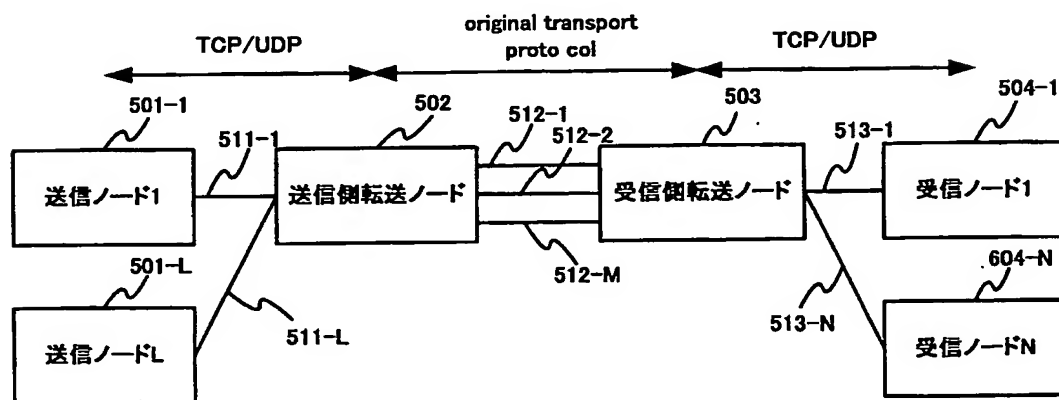 TCP/UDP
original transport
proto col
TCP/UDP
501-1
511-1
502
512-1
512-2
503
513-1
504-1
送信ノード1
送信側転送ノード
受信側転送ノード
受信ノード1
501-L
511-L
512-M
513-N
604-N
送信ノードL
受信ノードN